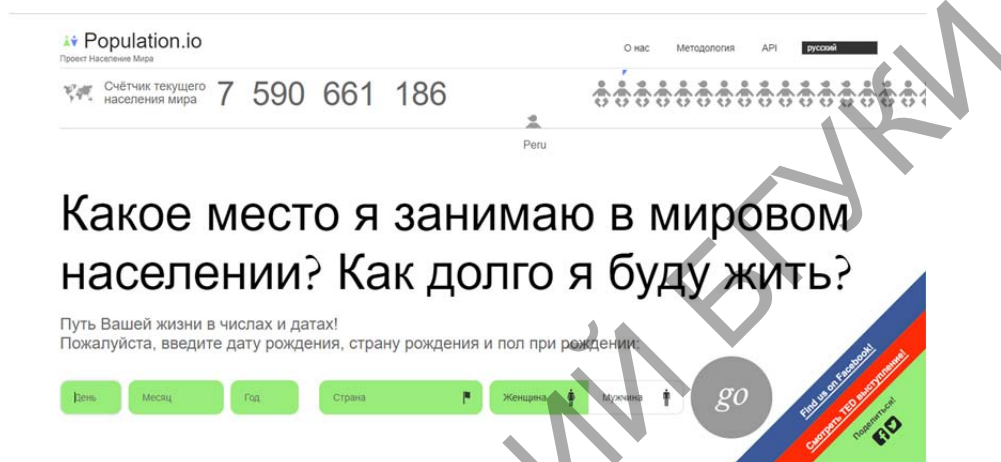 Population.io
Проект Население Мира
О нас Методология API русский
Счётчик текущего
населения мира
7 590 661 186
Peru
Какое место я занимаю в мировом
населении? Как долго я буду жить?
Путь Вашей жизни в числах и датах!
Пожалуйста, введите дату рождения, страну рождения и пол при рождении:
День Месяц Год Страна Женщина Мужчина go
Find us on Facebook!
Смотреть TED выступление!
Поделиться!
ИЙ БГУКИ